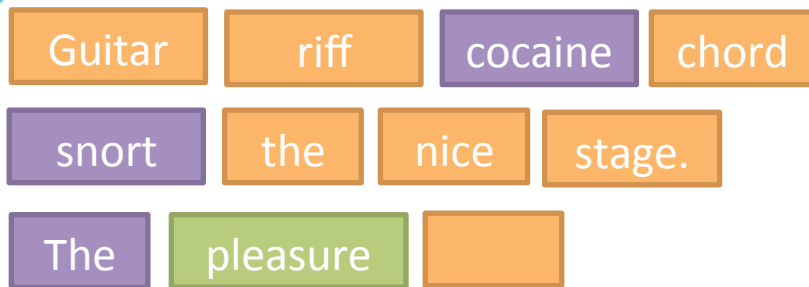 Guitar riff cocaine chord
snort the nice stage.
The pleasure